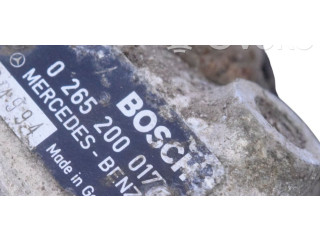 BOSCH
0 265 200 017
MERCEDES-BENZ
Made in